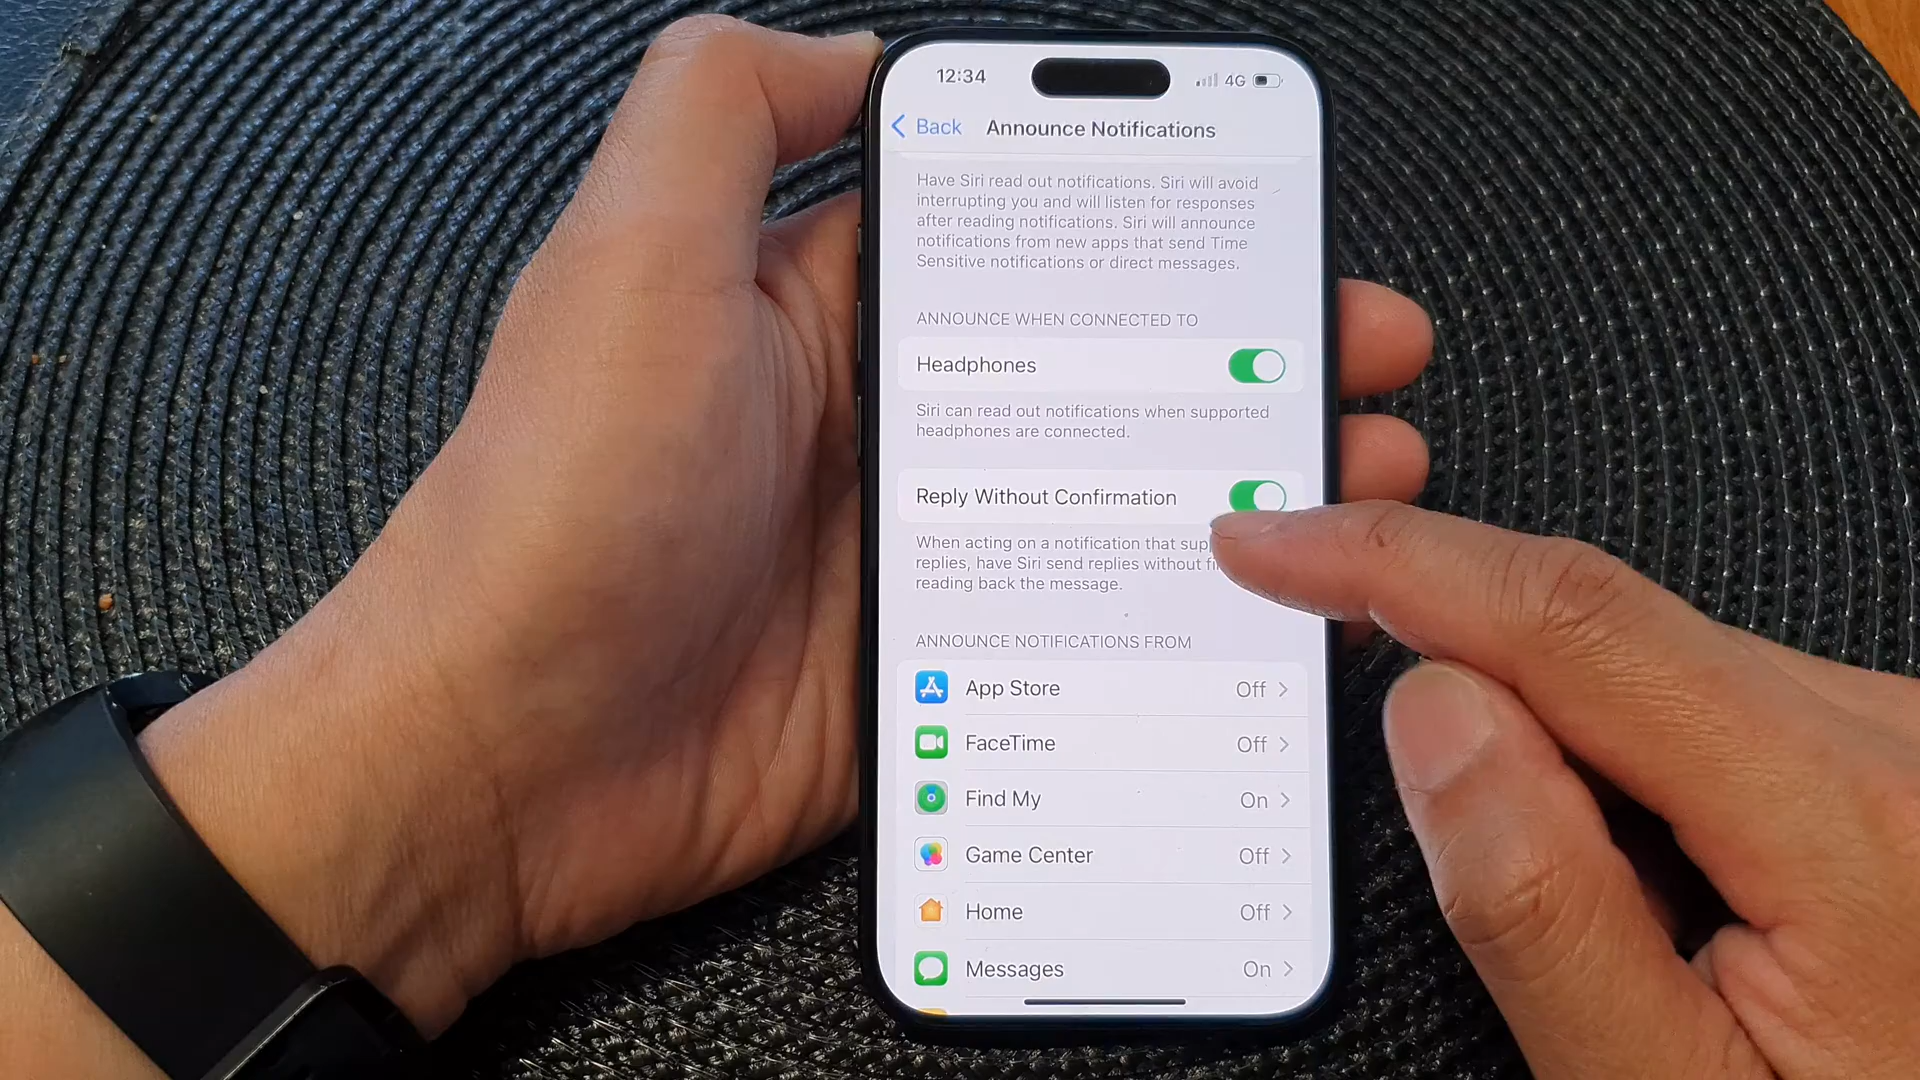 12:34
4G
Back
Announce Notifications
Have Siri read out notifications. Siri will avoid
interrupting you and will listen for responses
after reading notifications. Siri will announce
notifications from new apps that send Time
Sensitive notifications or direct messages.
ANNOUNCE WHEN CONNECTED TO
Headphones
Siri can read out notifications when supported
headphones are connected.
Reply Without Confirmation
When acting on a notification that
replies, have Siri send replies without
reading back the message.
ANNOUNCE NOTIFICATIONS FROM
App Store Off
FaceTime Off
Find My On
Game Center Off
Home Off
Messages On